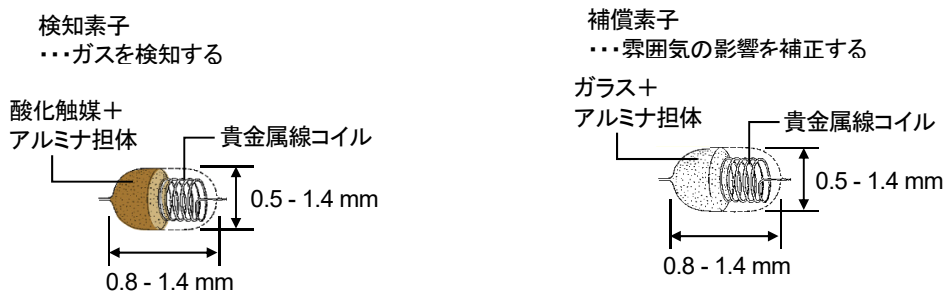 検知素子
･･･ガスを検知する
酸化触媒＋
アルミナ担体
貴金属線コイル
0.5 - 1.4 mm
0.8 - 1.4 mm
補償素子
･･･雰囲気の影響を補正する
ガラス＋
アルミナ担体
貴金属線コイル
0.5 - 1.4 mm
0.8 - 1.4 mm